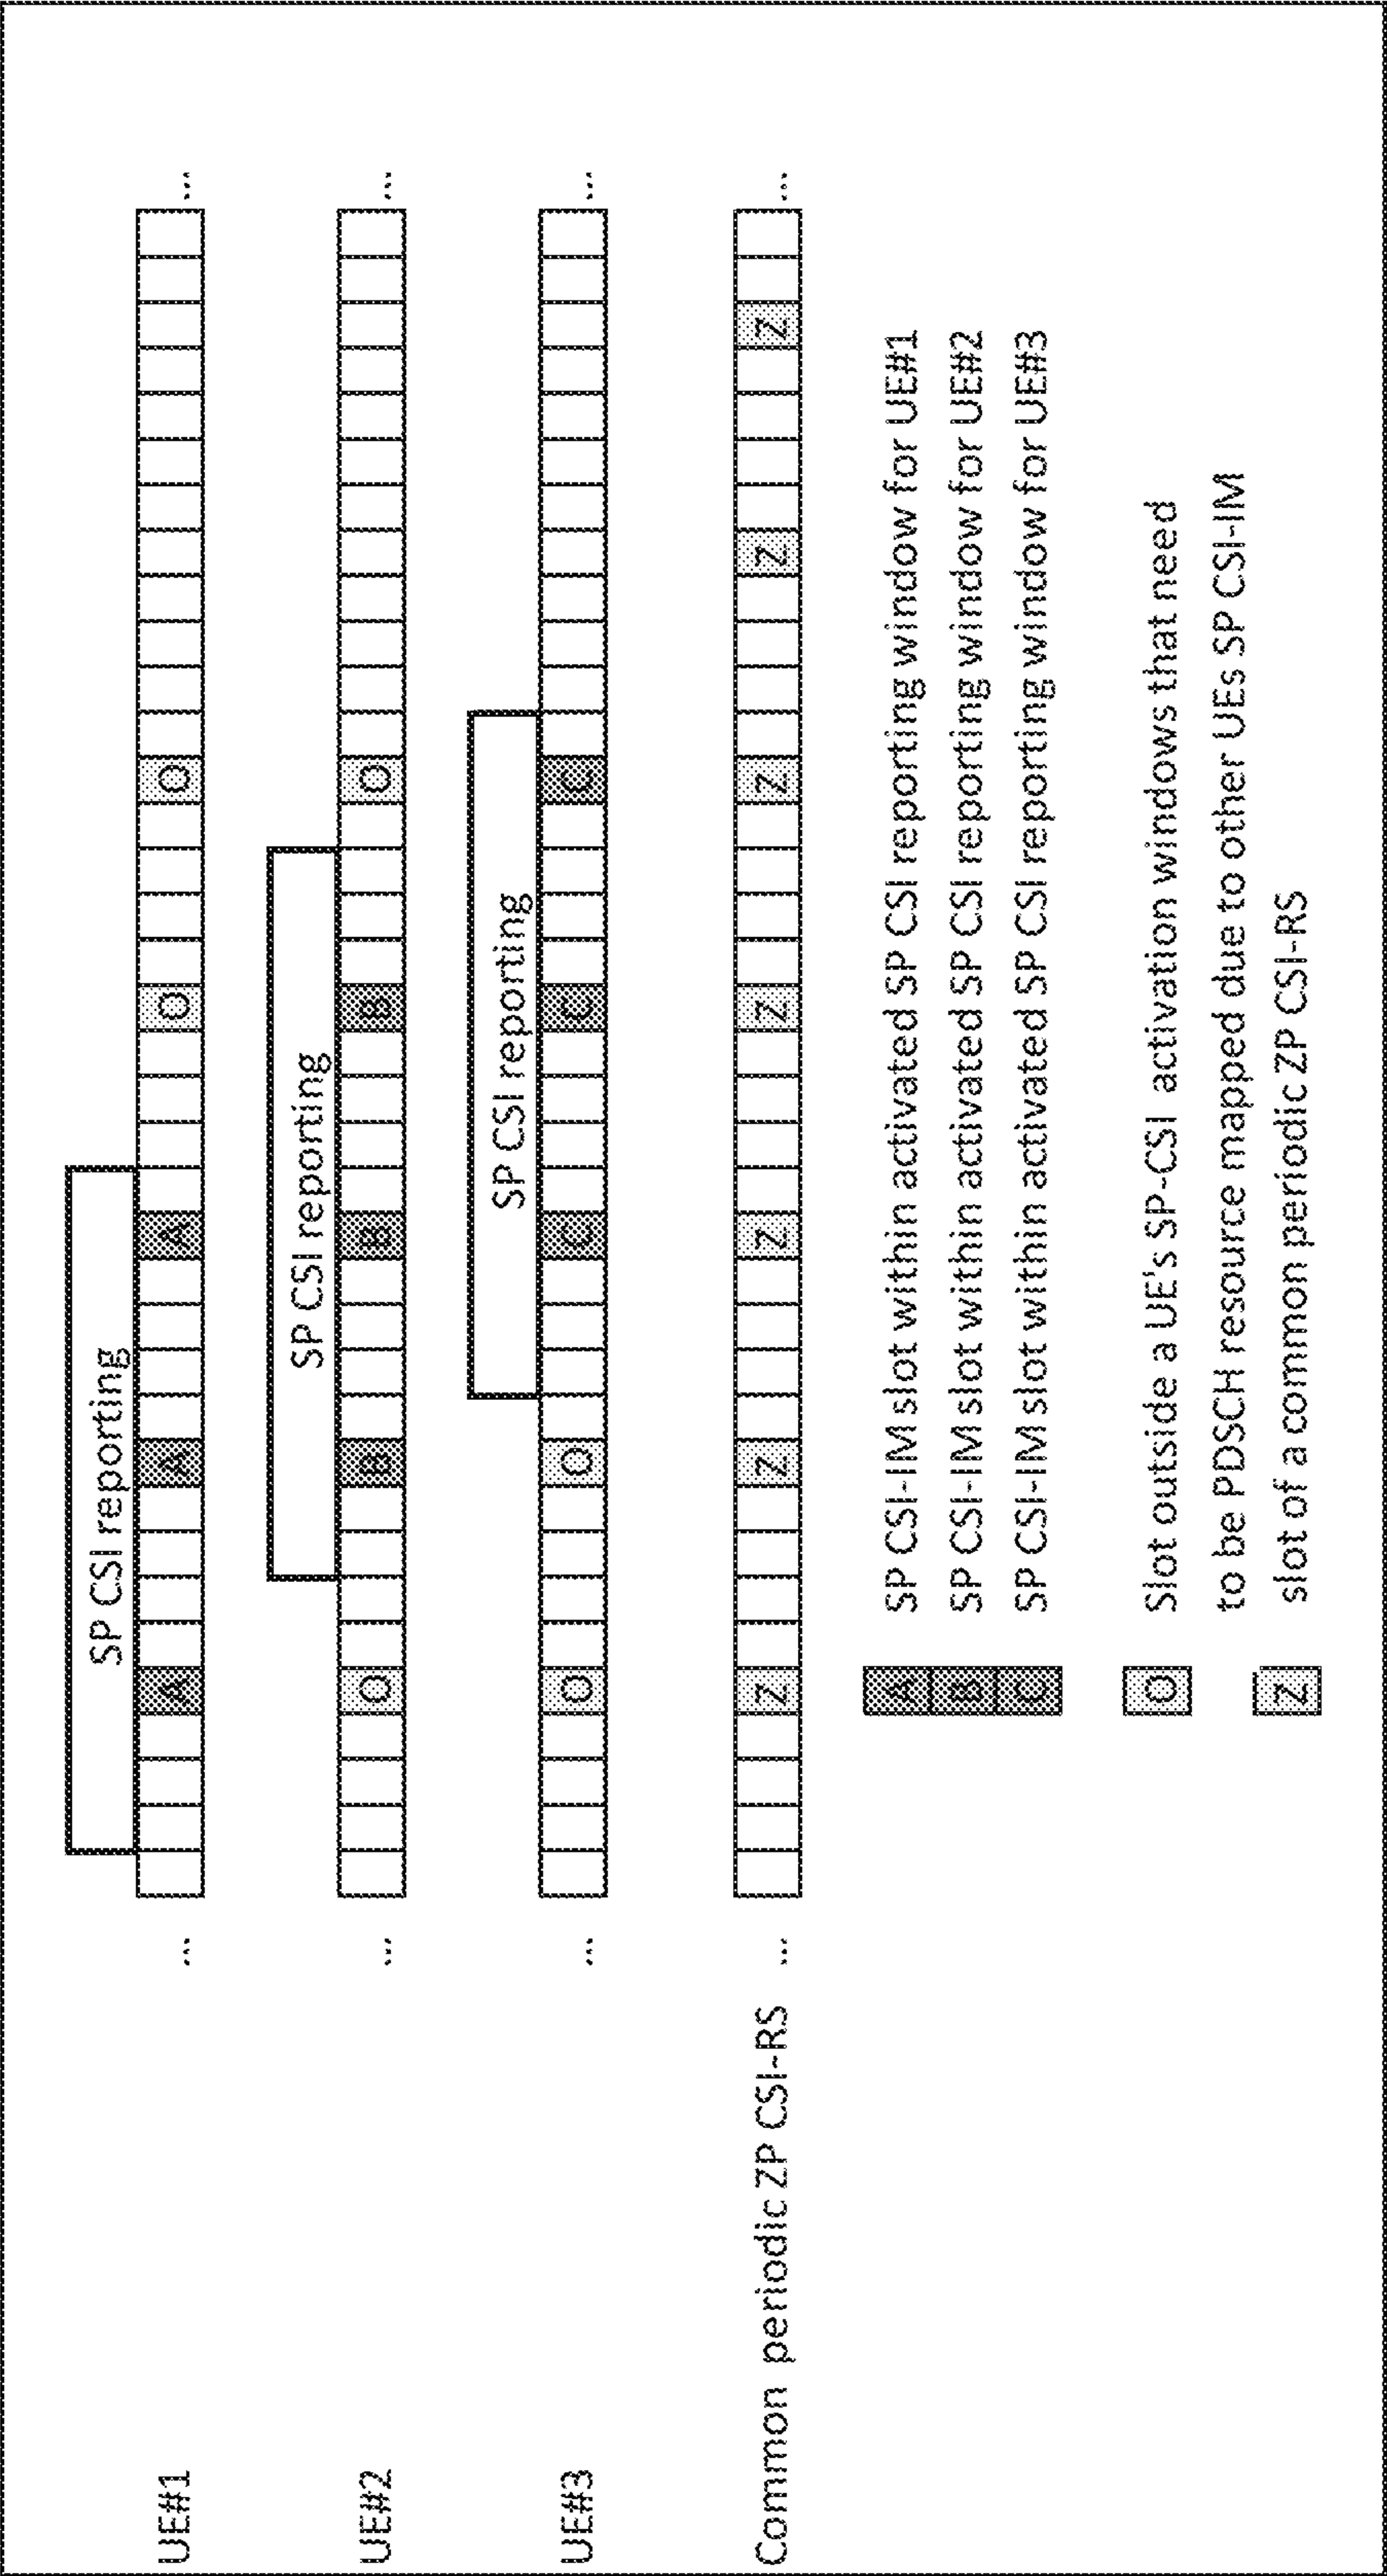 SP CSI reporting
UE#1 ... A A A O O ...
SP CSI reporting
UE#2 ... O B B B O ...
SP CSI reporting
UE#3 ... O O C C C ...
Common periodic ZP CSI-RS ... Z Z Z Z Z Z Z ...
A SP CSI-IM slot within activated SP CSI reporting window for UE#1
B SP CSI-IM slot within activated SP CSI reporting window for UE#2
C SP CSI-IM slot within activated SP CSI reporting window for UE#3
O Slot outside a UE's SP-CSI activation windows that need
to be PDSCH resource mapped due to other UEs SP CSI-IM
Z slot of a common periodic ZP CSI-RS